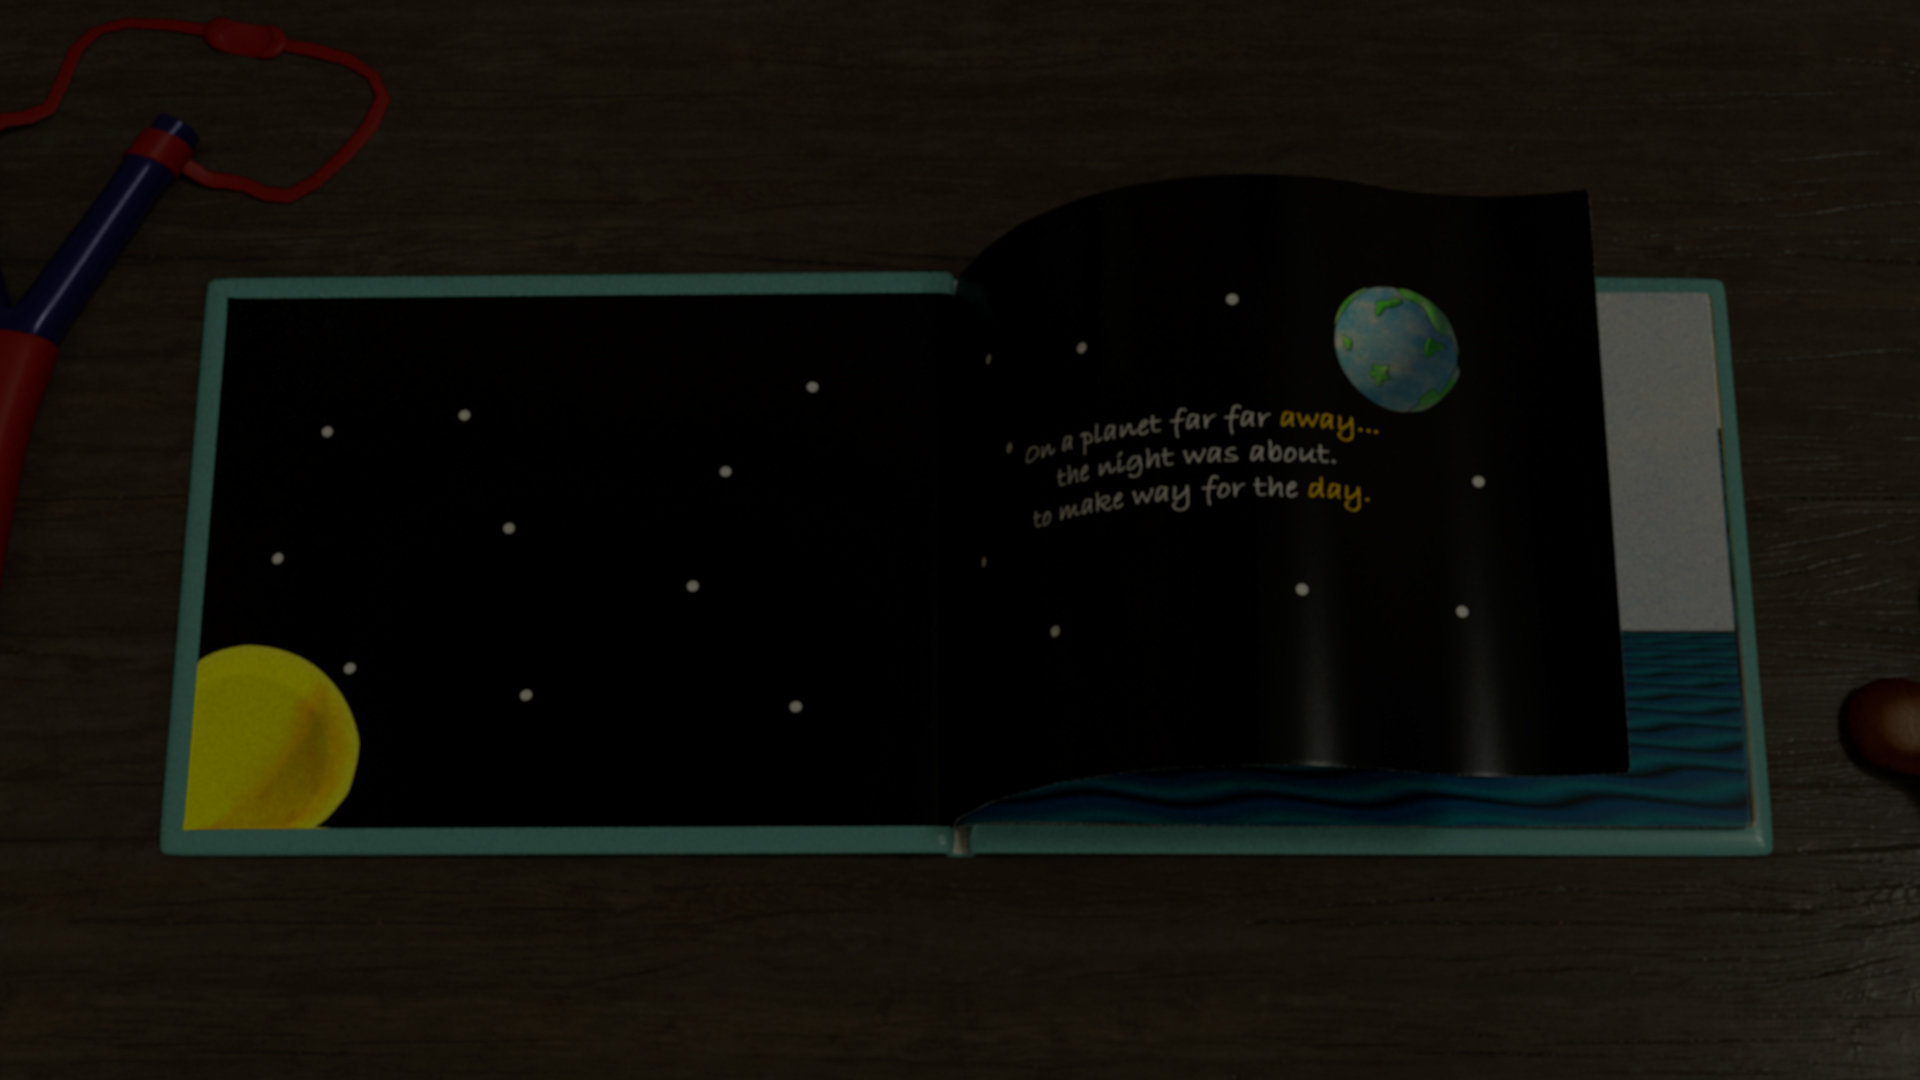 On a planet far far away...
the night was about.
to make way for the day.